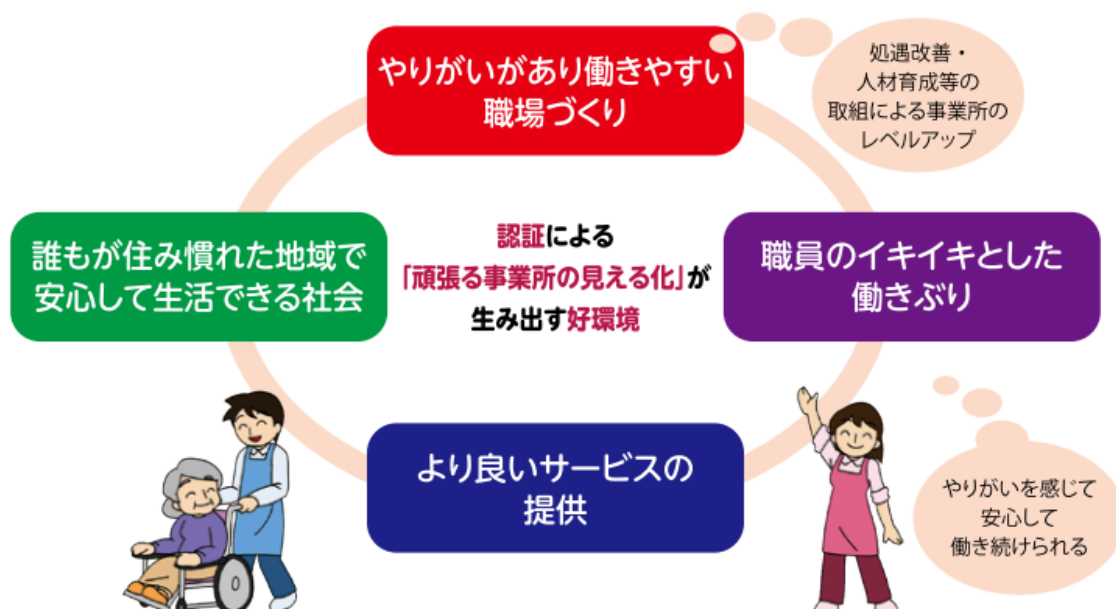 やりがいがあり働きやすい
職場づくり
処遇改善・
人材育成等の
取組による事業所の
レベルアップ
誰もが住み慣れた地域で
安心して生活できる社会
認証による
「頑張る事業所の見える化」が
生み出す好環境
職員のイキイキとした
働きぶり
より良いサービスの
提供
やりがいを感じて
安心して
働き続けられる